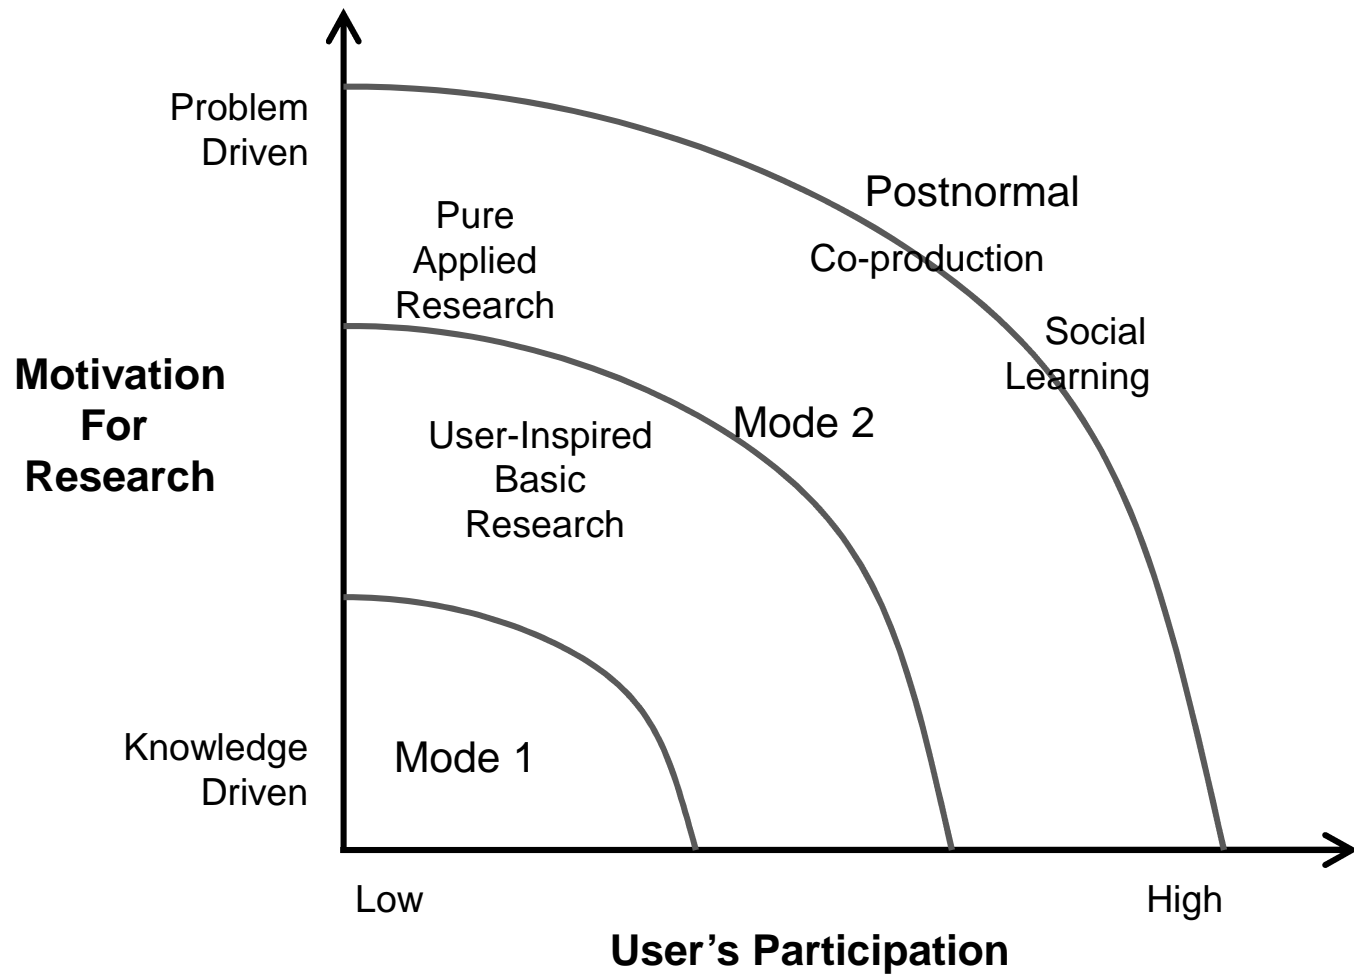 Problem
Driven
Pure
Applied
Research
Postnormal
Co-production
Social
Learning
Motivation
For
Research
User-Inspired
Basic
Research
Mode 2
Knowledge
Driven
Mode 1
Low
High
User’s Participation